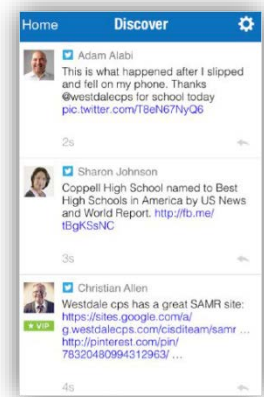 Home Discover
Adam Alabi
This is what happened after I slipped
and fell on my phone. Thanks
@westdalecps for school today
pic.twitter.com/T8eN67NyQ6
2s
Sharon Johnson
Coppell High School named to Best
High Schools in America by US News
and World Report. http://fb.me/
tBgKSsNC
3s
Christian Allen
Westdale cps has a great SAMR site:
https://sites.google.com/a/
g.westdalecps.com/cisditeam/samr ...
http://pinterest.com/pin/
78320480994312963/ ...
★ VIP
4s